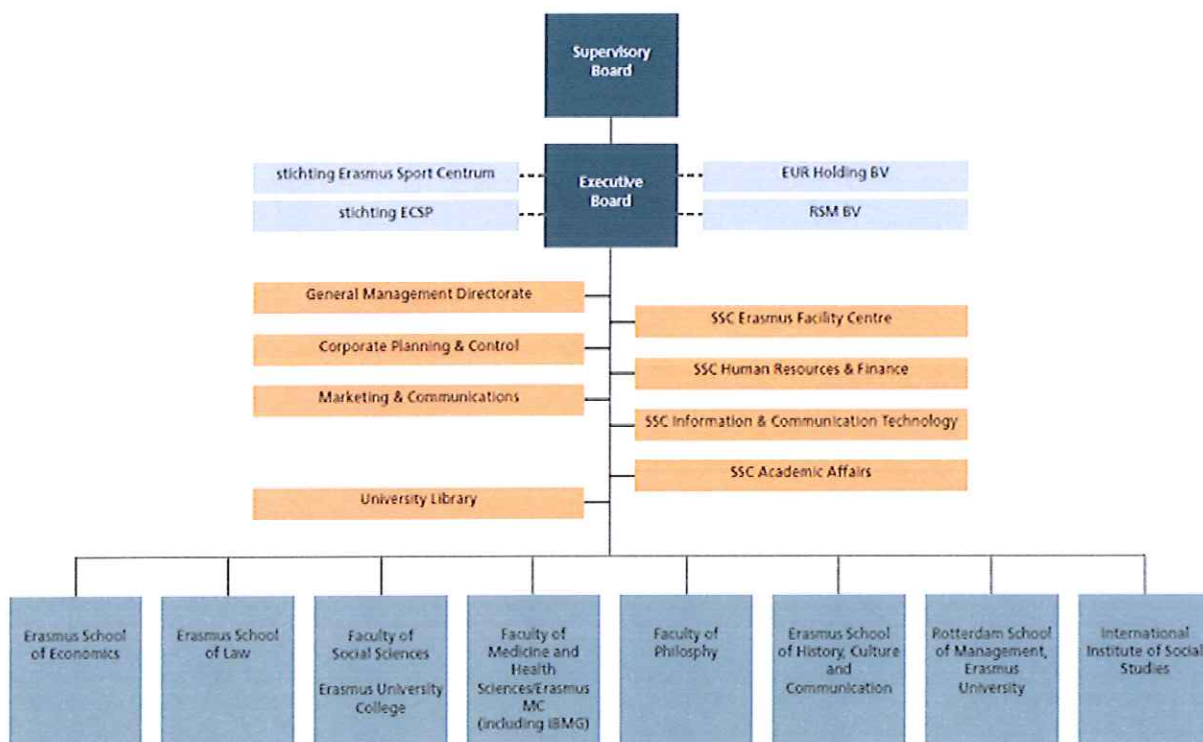 Supervisory
Board
stichting Erasmus Sport Centrum
Executive
Board
EUR Holding BV
stichting ECSP
RSM BV
General Management Directorate
SSC Erasmus Facility Centre
Corporate Planning & Control
SSC Human Resources & Finance
Marketing & Communications
SSC Information & Communication Technology
SSC Academic Affairs
University Library
Erasmus School
of Economics
Erasmus School
of Law
Faculty of
Social Sciences
Erasmus University
College
Faculty of
Medicine and
Health
Sciences/Erasmus
MC
(including iBMG)
Faculty of
Philosphy
Erasmus School
of History, Culture
and
Communication
Rotterdam School
of Management,
Erasmus
University
International
Institute of Social
Studies